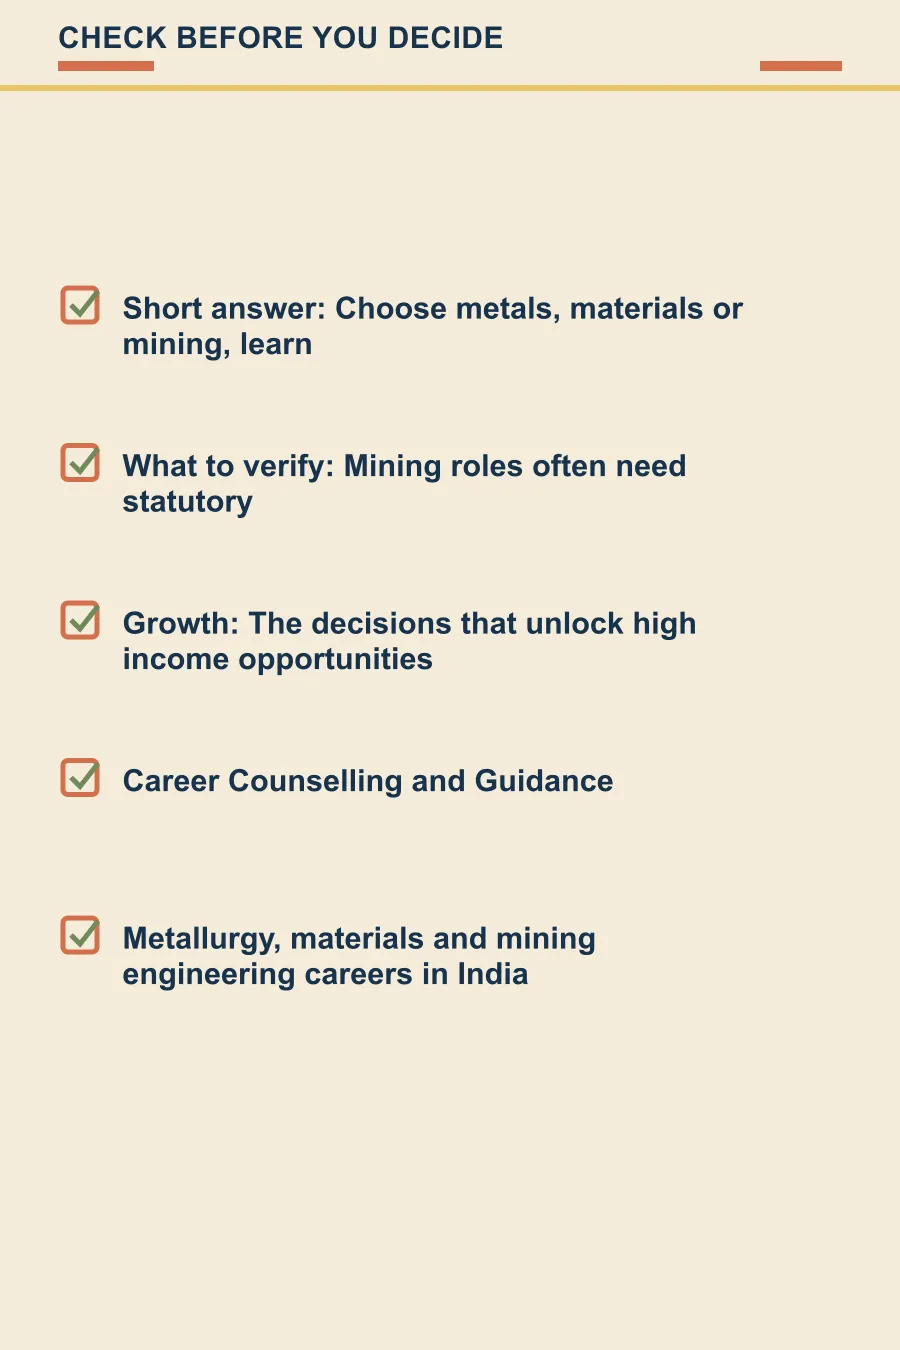 CHECK BEFORE YOU DECIDE
Short answer: Choose metals, materials or
mining, learn
What to verify: Mining roles often need
statutory
Growth: The decisions that unlock high
income opportunities
Career Counselling and Guidance
Metallurgy, materials and mining
engineering careers in India